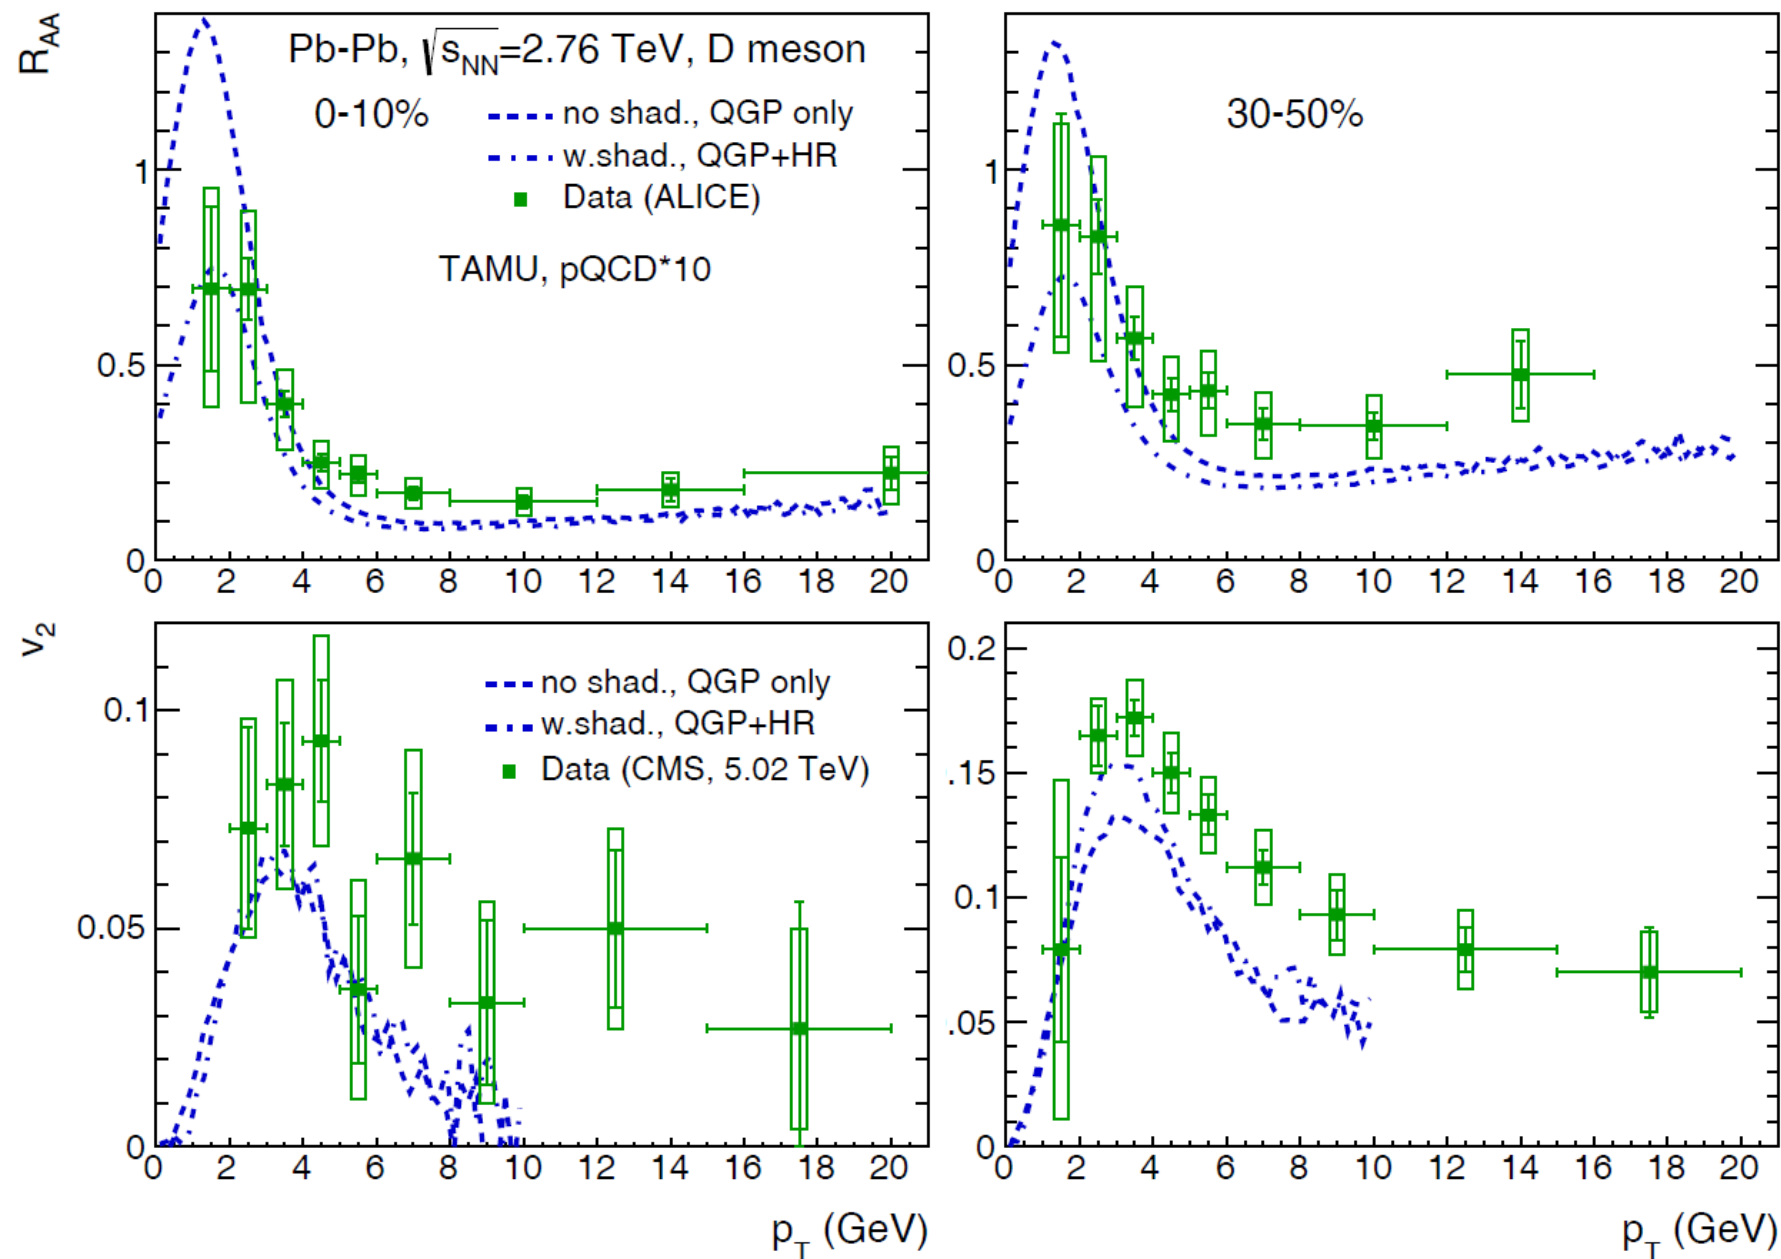 R_AA
Pb-Pb, √s_NN=2.76 TeV, D meson
0-10%
no shad., QGP only
w.shad., QGP+HR
Data (ALICE)
TAMU, pQCD*10
1
0.5
0
0 2 4 6 8 10 12 14 16 18 20
30-50%
1
0.5
0
0 2 4 6 8 10 12 14 16 18 20
v_2
no shad., QGP only
w.shad., QGP+HR
Data (CMS, 5.02 TeV)
0.1
0.05
0
0 2 4 6 8 10 12 14 16 18 20
p_T (GeV)
0.2
.15
0.1
.05
0
0 2 4 6 8 10 12 14 16 18 20
p_T (GeV)